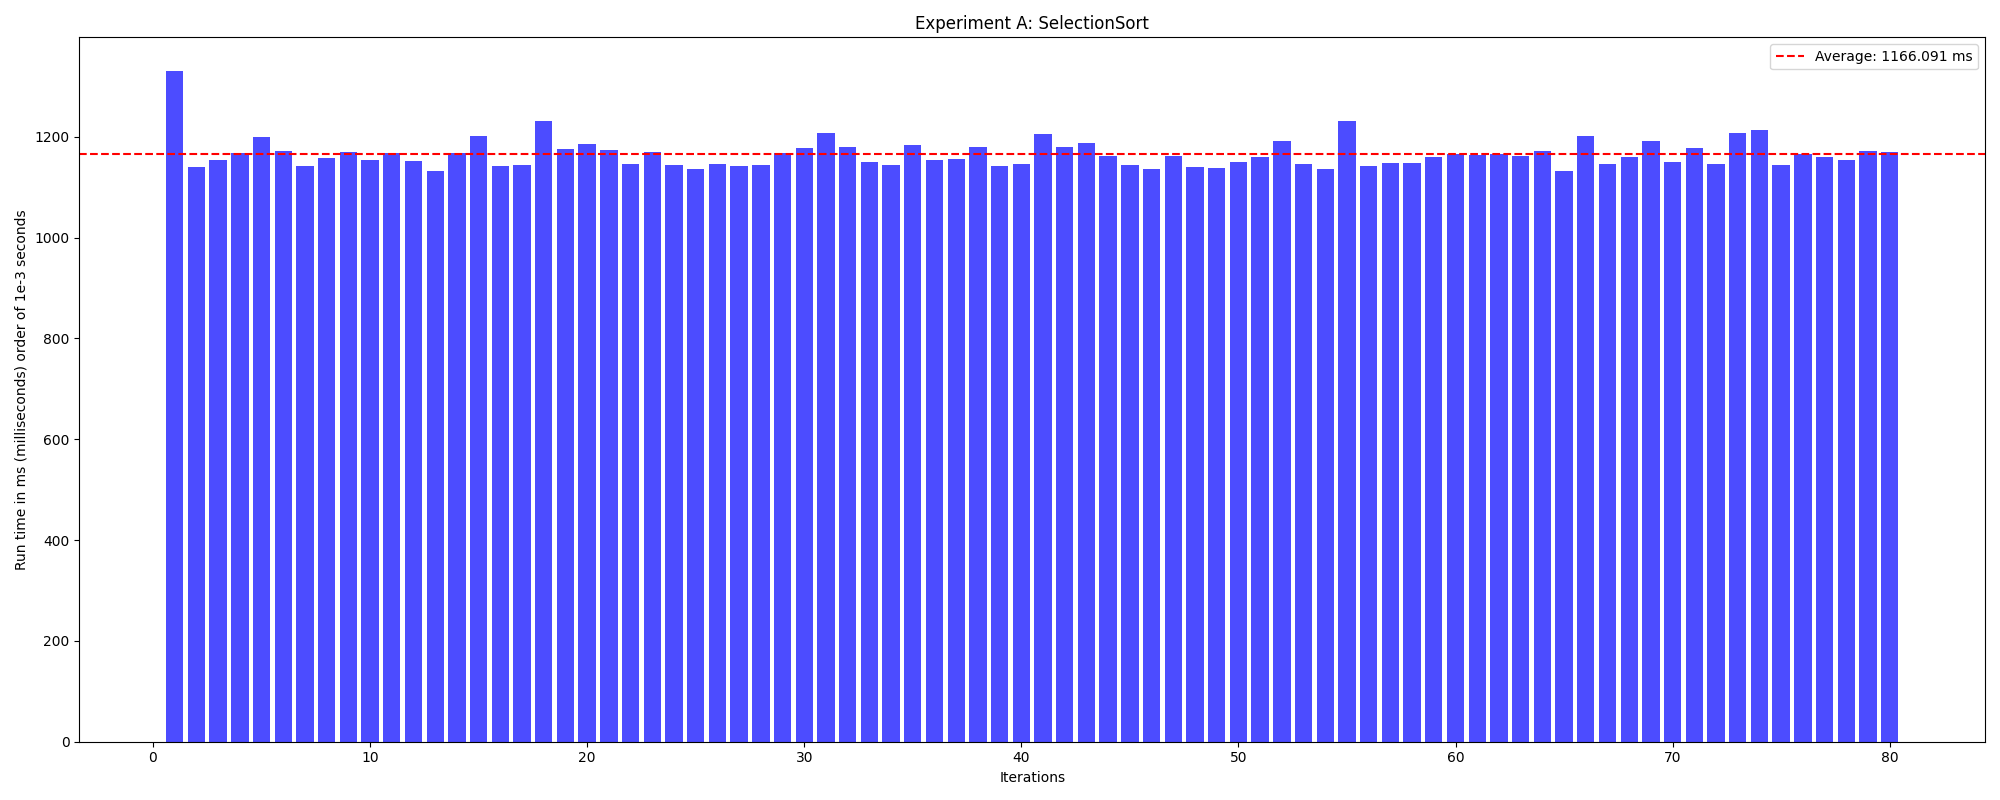 Experiment A: SelectionSort
Average: 1166.091 ms
Run time in ms (milliseconds) order of 1e-3 seconds
1200
1000
800
600
400
200
0
0 10 20 30 40 50 60 70 80
Iterations